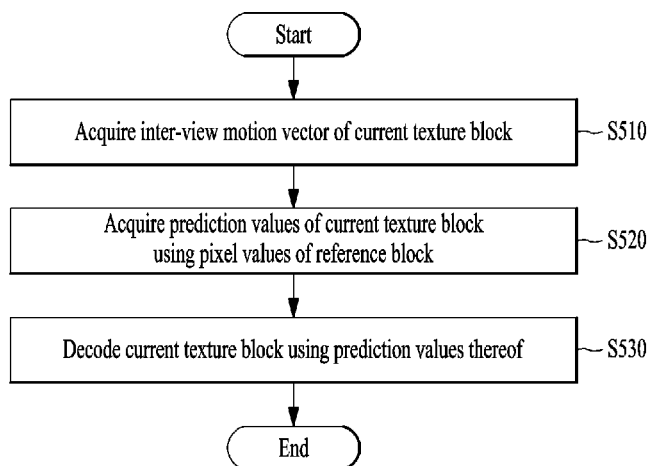 Start
Acquire inter-view motion vector of current texture block
S510
Acquire prediction values of current texture block
using pixel values of reference block
S520
Decode current texture block using prediction values thereof
S530
End